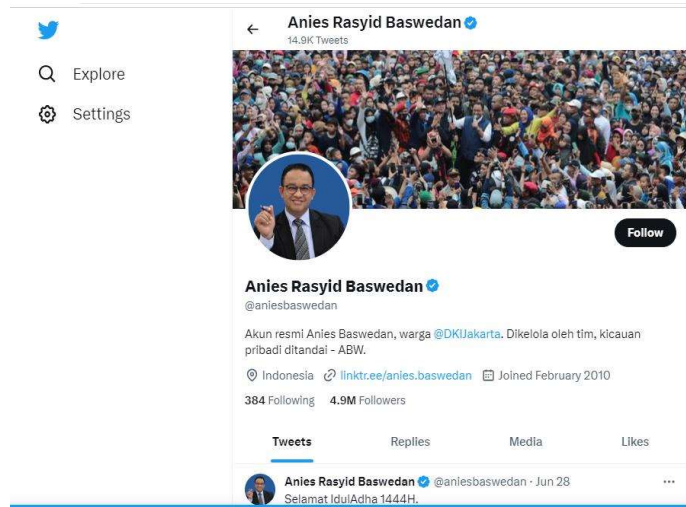 Anies Rasyid Baswedan
14.9K Tweets
Explore
Settings
Follow
Anies Rasyid Baswedan
@aniesbaswedan
Akun resmi Anies Baswedan, warga @DKIJakarta. Dikelola oleh tim, kicauan
pribadi ditandai - ABW.
Indonesia linktr.ee/anies.baswedan Joined February 2010
384 Following 4.9M Followers
Tweets Replies Media Likes
Anies Rasyid Baswedan @aniesbaswedan · Jun 28 ...
Selamat IdulAdha 1444H.